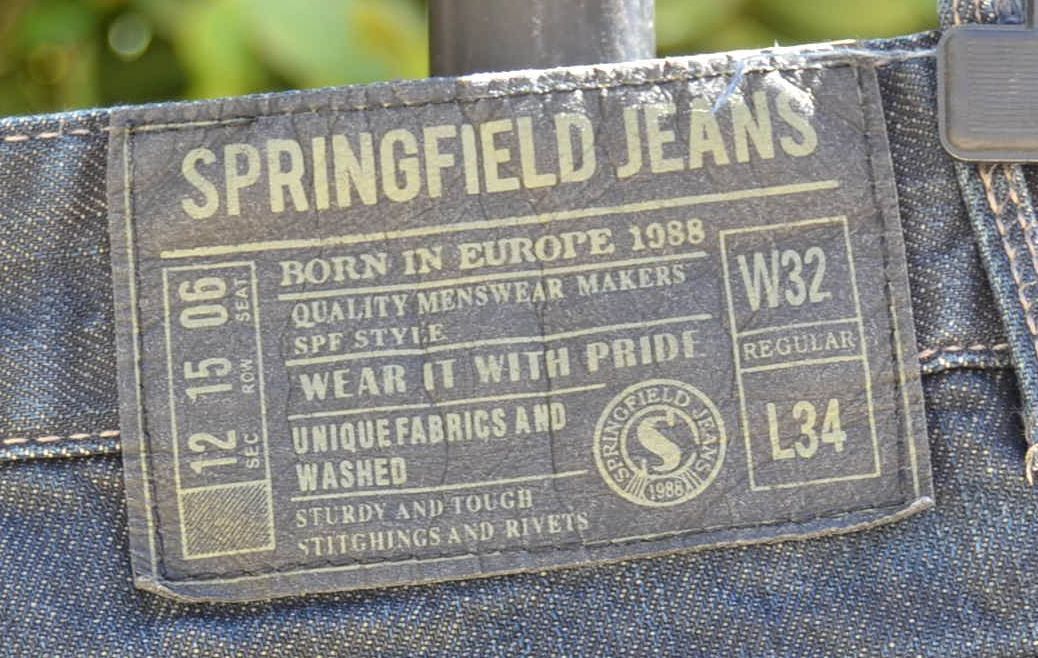 SPRINGFIELD JEANS
BORN IN EUROPE 1988
QUALITY MENSWEAR MAKERS
SPF STYLE
WEAR IT WITH PRIDE
UNIQUE FABRICS AND
WASHED
STURDY AND TOUGH
STITGHINGS AND RIVETS
06 SEAT
15 ROW
12 SEC
SPRINGFIELD JEANS
S
1988
W32
REGULAR
L34